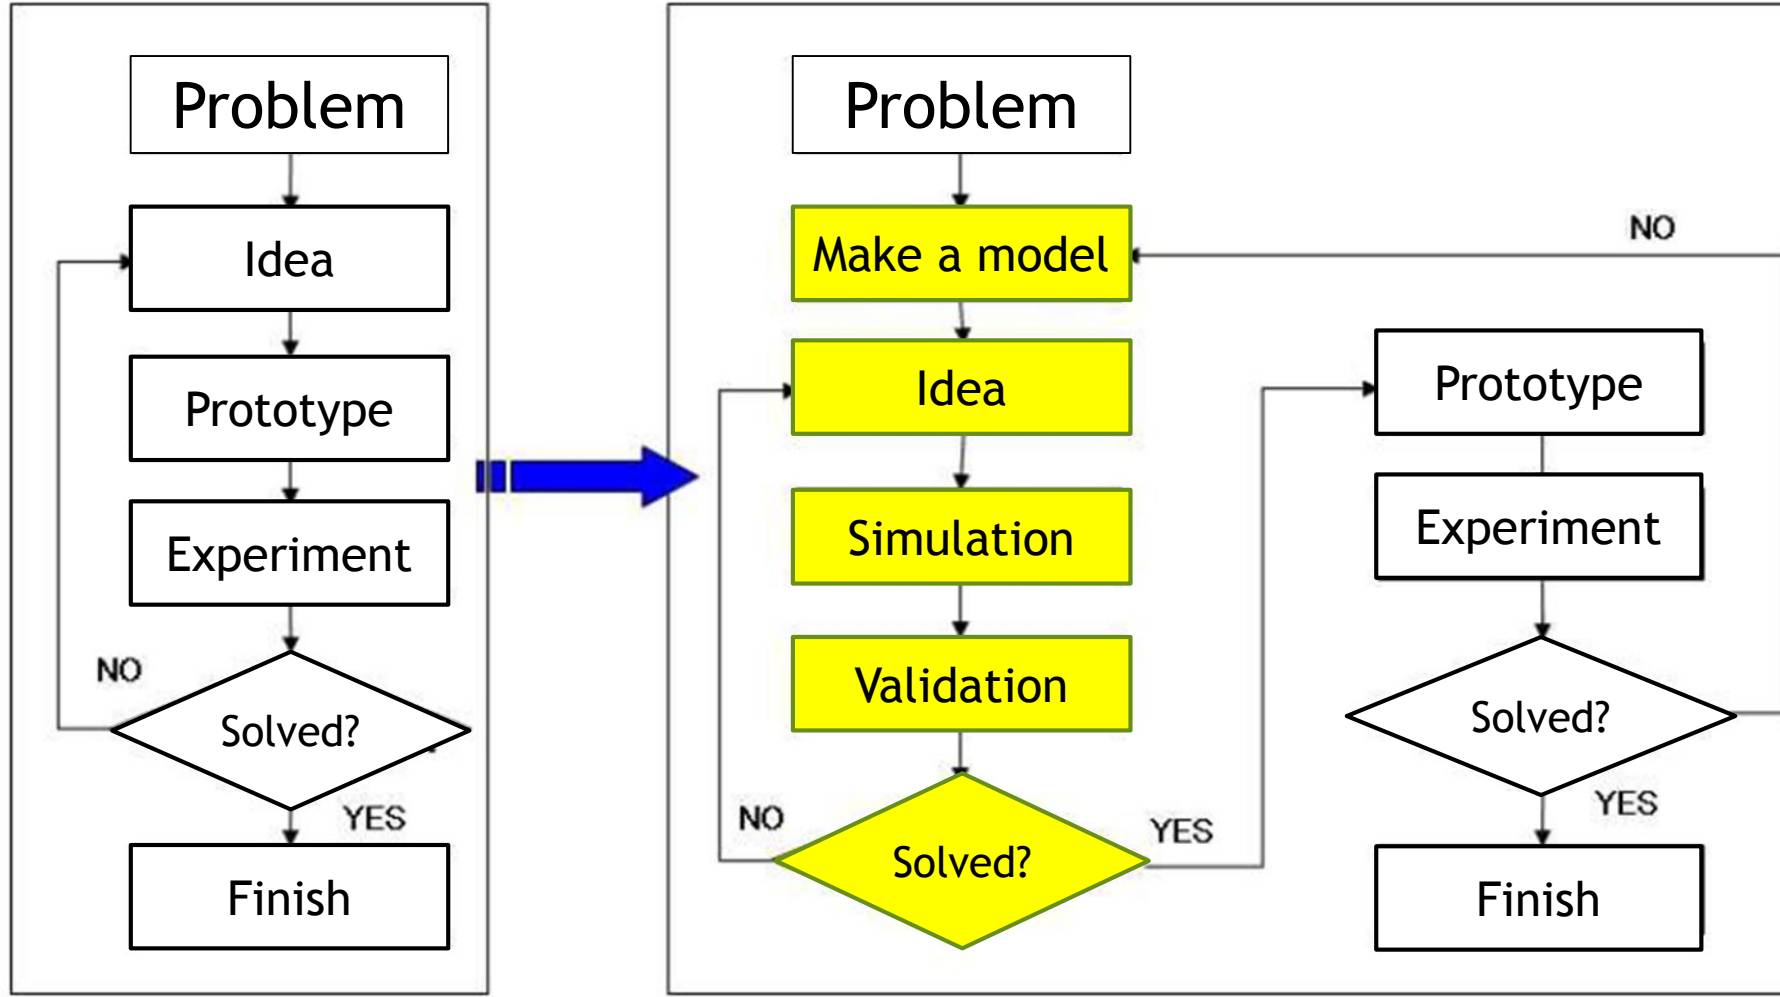 Problem
Idea
Prototype
Experiment
NO
Solved?
YES
Finish
Problem
Make a model
Idea
Simulation
Validation
NO
Solved?
YES
NO
Prototype
Experiment
Solved?
YES
Finish